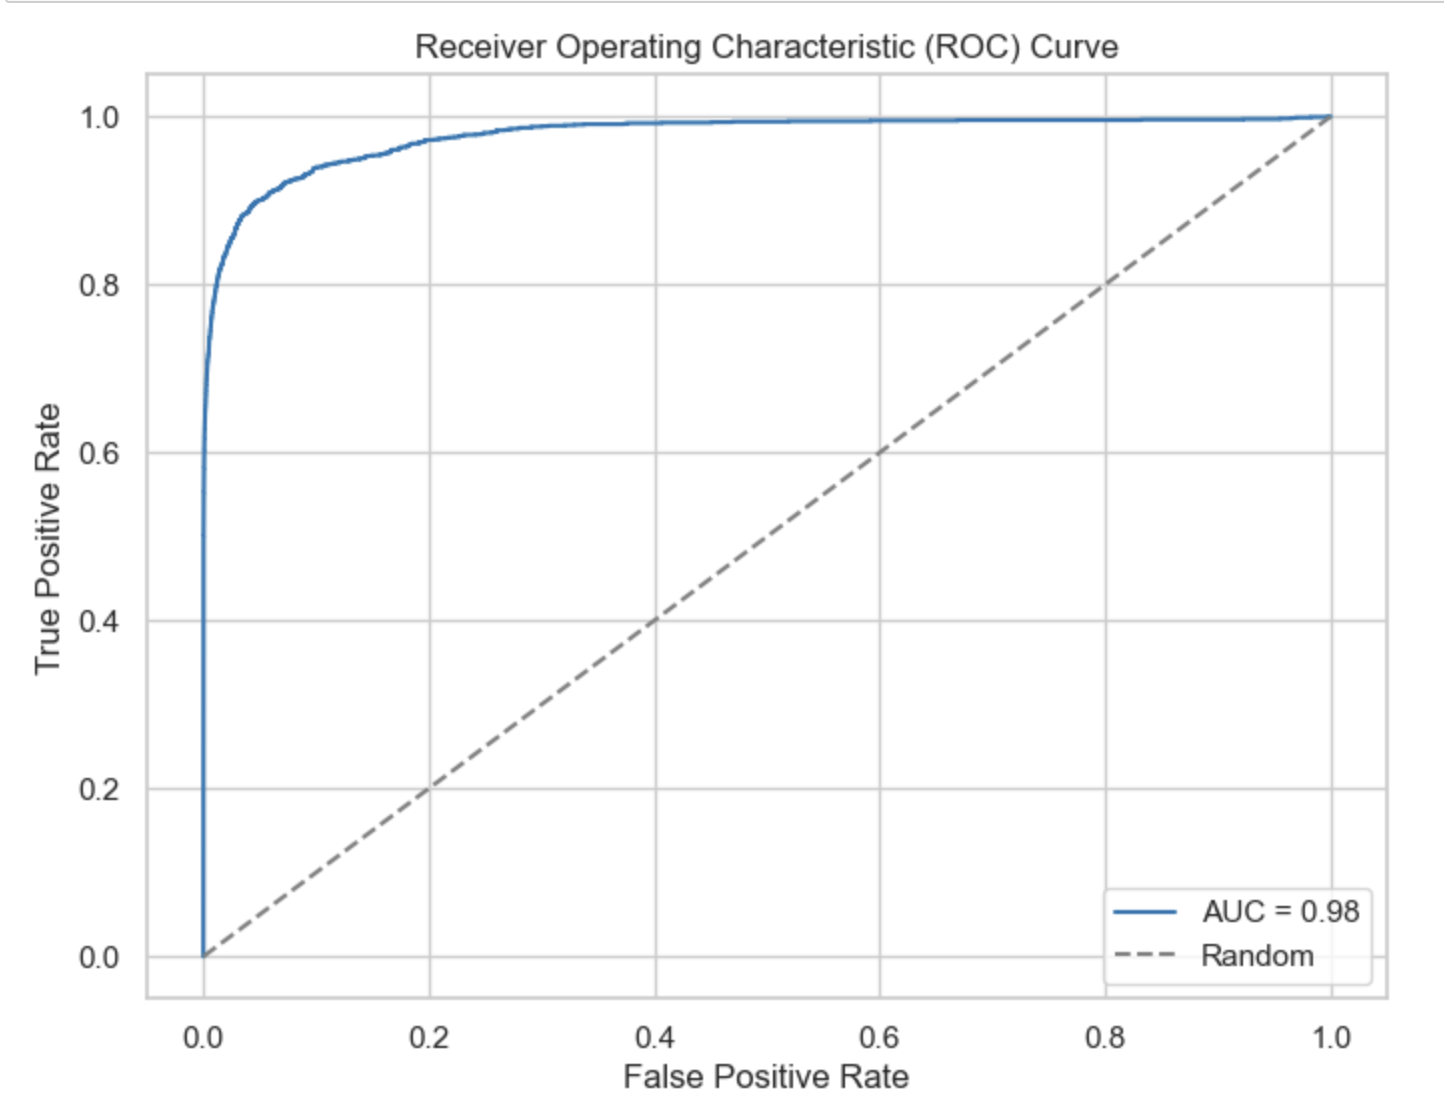 Receiver Operating Characteristic (ROC) Curve
1.0
0.8
0.6
0.4
0.2
0.0
True Positive Rate
AUC = 0.98
Random
0.0 0.2 0.4 0.6 0.8 1.0
False Positive Rate